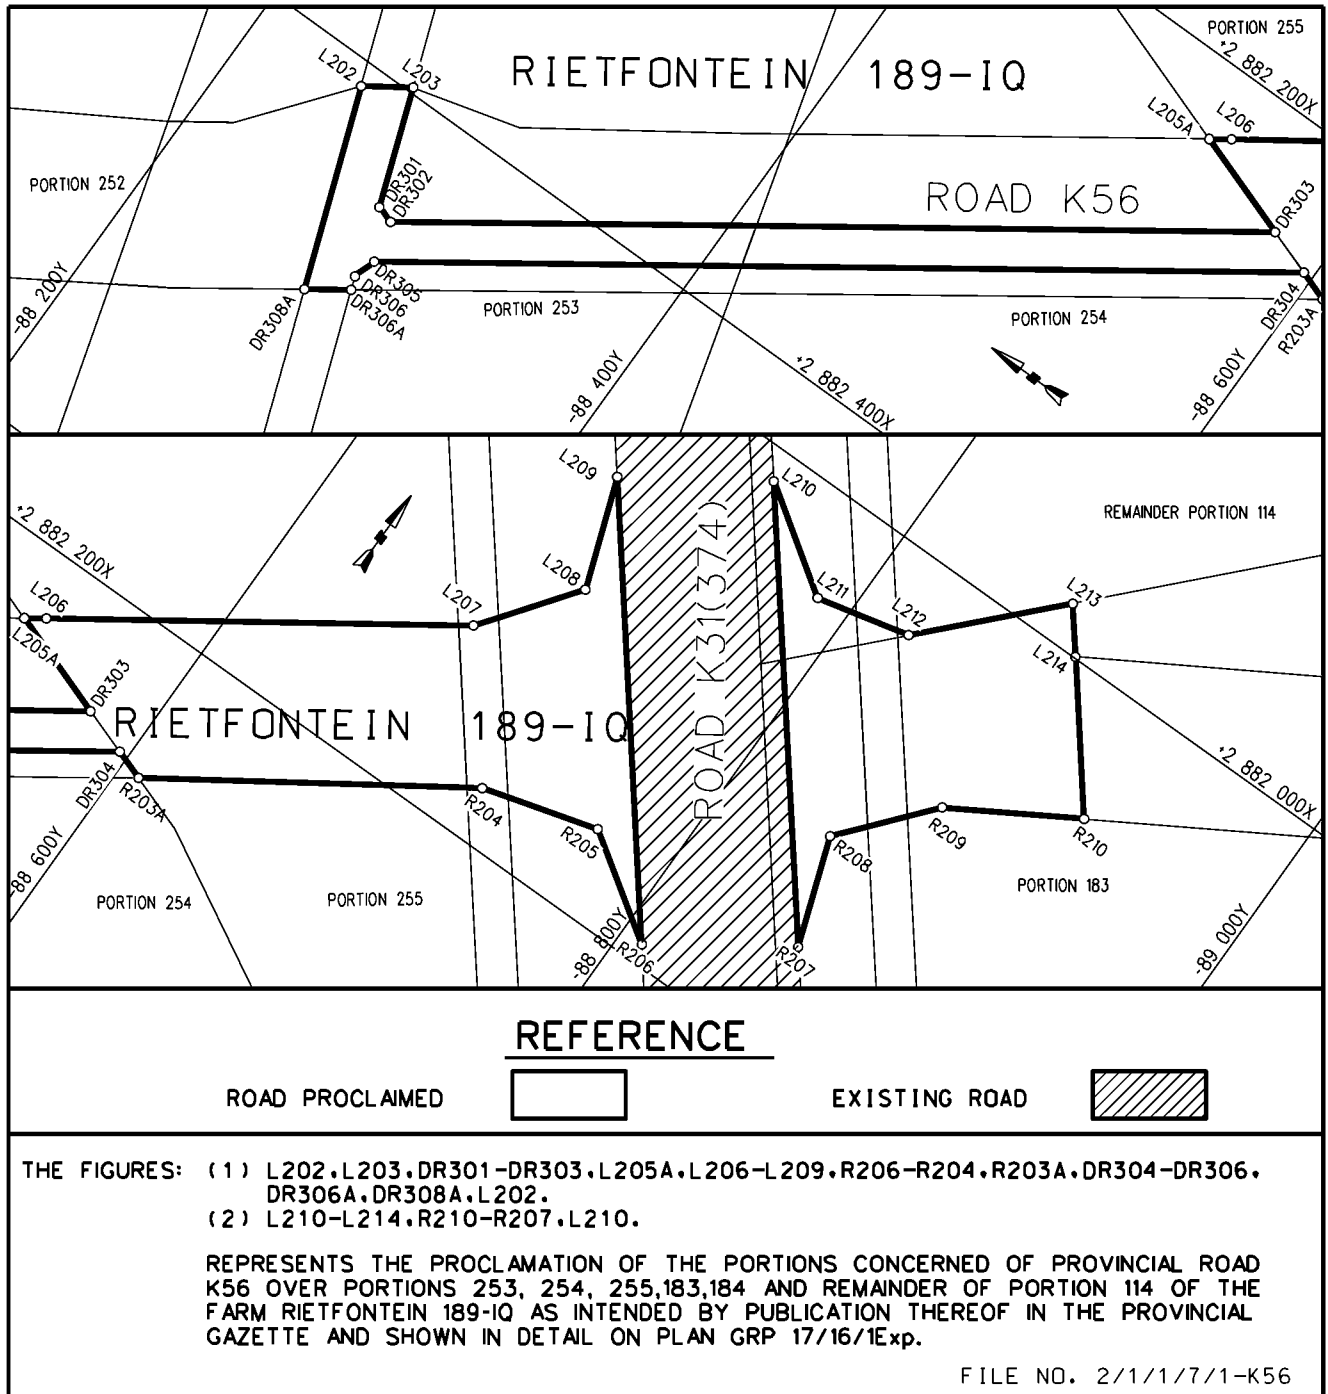 PORTION 255
+2 882 200X
L202
L203
RIETFONTEIN 189-IQ
L205A
L206
PORTION 252
DR301
DR302
ROAD K56
DR303
-88 200Y
DR308A
DR305
DR306
DR306A
PORTION 253
PORTION 254
DR304
R203A
-88 400Y
+2 882 400X
-88 600Y
L209
L210
REMAINDER PORTION 114
+2 882 200X
L206
L205A
L207
L208
L211
L212
L213
L214
DR303
RIETFONTEIN 189-IQ
ROAD K31(1374)
DR304
R203A
R204
R205
R208
R209
R210
+2 882 000X
-88 600Y
PORTION 254
PORTION 255
PORTION 183
-88 800Y
R206
R207
-89 000Y
REFERENCE
ROAD PROCLAIMED
EXISTING ROAD
THE FIGURES: (1) L202,L203,DR301-DR303,L205A,L206-L209,R206-R204,R203A,DR304-DR306,
DR306A,DR308A,L202.
(2) L210-L214,R210-R207,L210.
REPRESENTS THE PROCLAMATION OF THE PORTIONS CONCERNED OF PROVINCIAL ROAD
K56 OVER PORTIONS 253, 254, 255,183,184 AND REMAINDER OF PORTION 114 OF THE
FARM RIETFONTEIN 189-IQ AS INTENDED BY PUBLICATION THEREOF IN THE PROVINCIAL
GAZETTE AND SHOWN IN DETAIL ON PLAN GRP 17/16/1Exp.
FILE NO. 2/1/1/7/1-K56